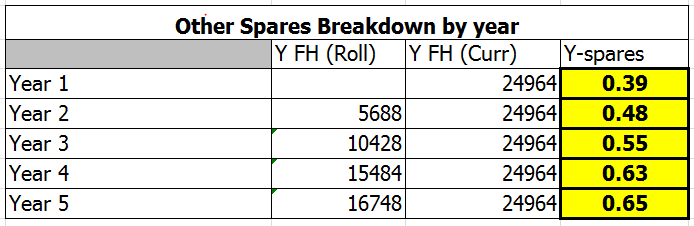 Other Spares Breakdown by year
Y FH (Roll) Y FH (Curr) Y-spares
Year 1 24964 0.39
Year 2 5688 24964 0.48
Year 3 10428 24964 0.55
Year 4 15484 24964 0.63
Year 5 16748 24964 0.65